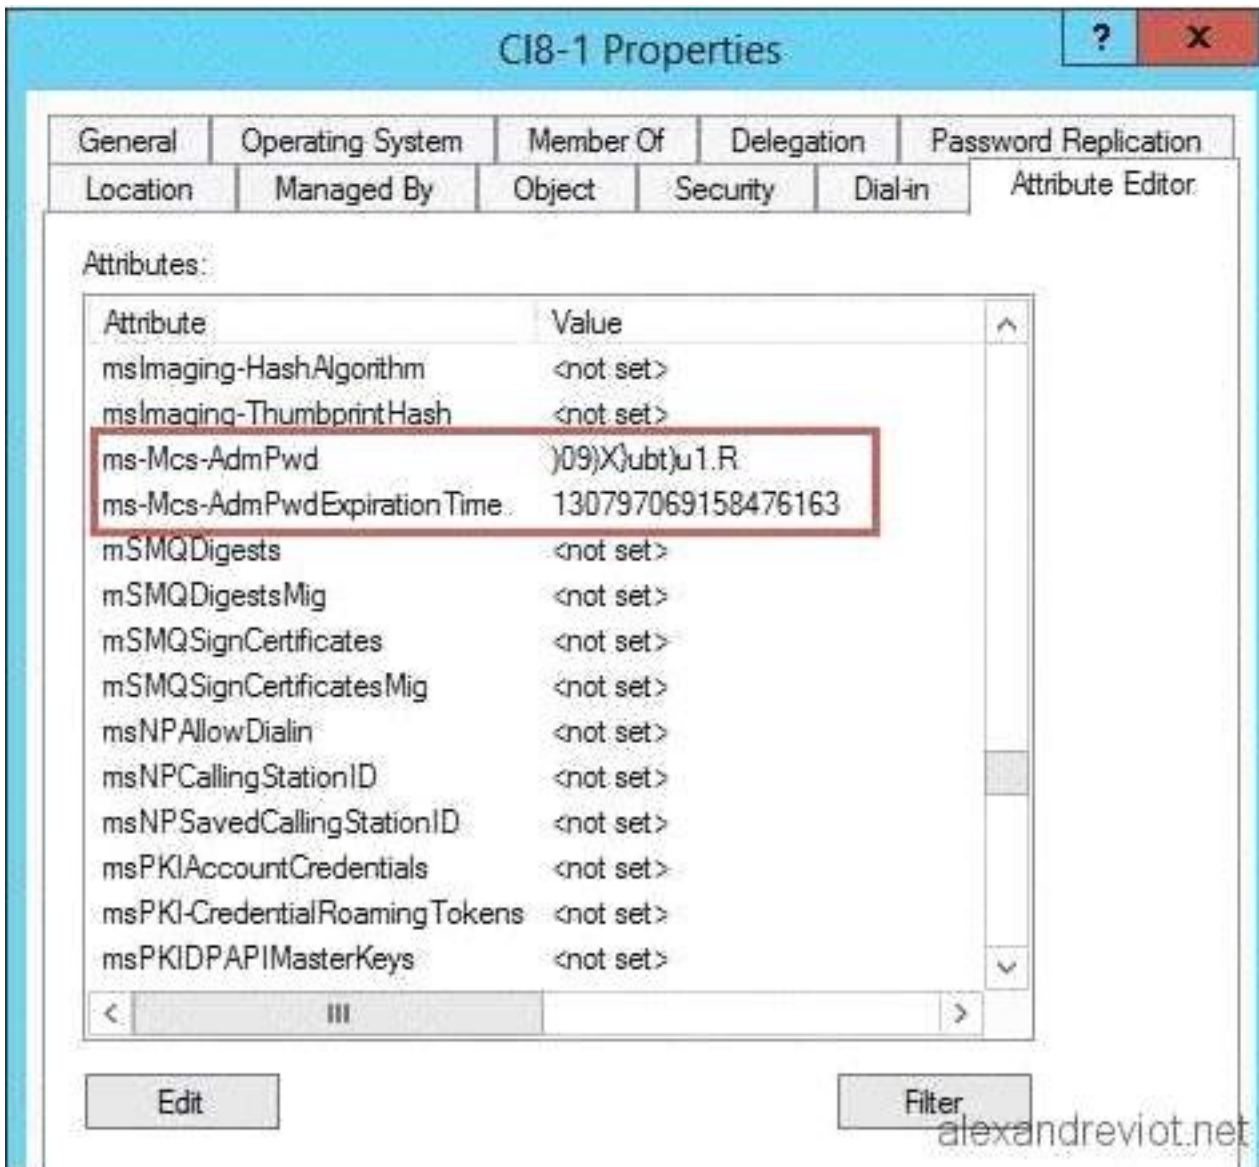 CI8-1 Properties
?
x
General Operating System Member Of Delegation Password Replication
Location Managed By Object Security Dial-in Attribute Editor
Attributes:
Attribute Value
msImaging-HashAlgorithm <not set>
msImaging-ThumbprintHash <not set>
ms-Mcs-AdmPwd )09)X}ubt)u1.R
ms-Mcs-AdmPwdExpirationTime 130797069158476163
mSMQDigests <not set>
mSMQDigestsMig <not set>
mSMQSignCertificates <not set>
mSMQSignCertificatesMig <not set>
msNPAllowDialin <not set>
msNPCallingStationID <not set>
msNPSavedCallingStationID <not set>
msPKIAccountCredentials <not set>
msPKI-CredentialRoamingTokens <not set>
msPKIDPAPIMasterKeys <not set>
Edit Filter
alexandreviot.net